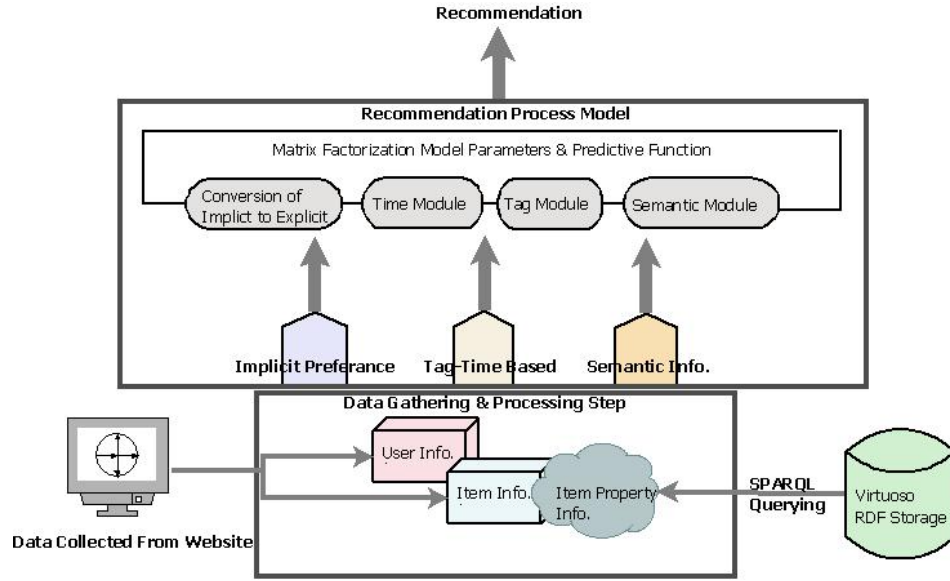 Recommendation
Recommendation Process Model
Matrix Factorization Model Parameters & Predictive Function
Conversion of
Implict to Explicit
Time Module
Tag Module
Semantic Module
Implicit Preferance
Tag-Time Based
Semantic Info.
Data Gathering & Processing Step
User Info.
Item Info.
Item Property
Info.
SPARQL
Querying
Virtuoso
RDF Storage
Data Collected From Website